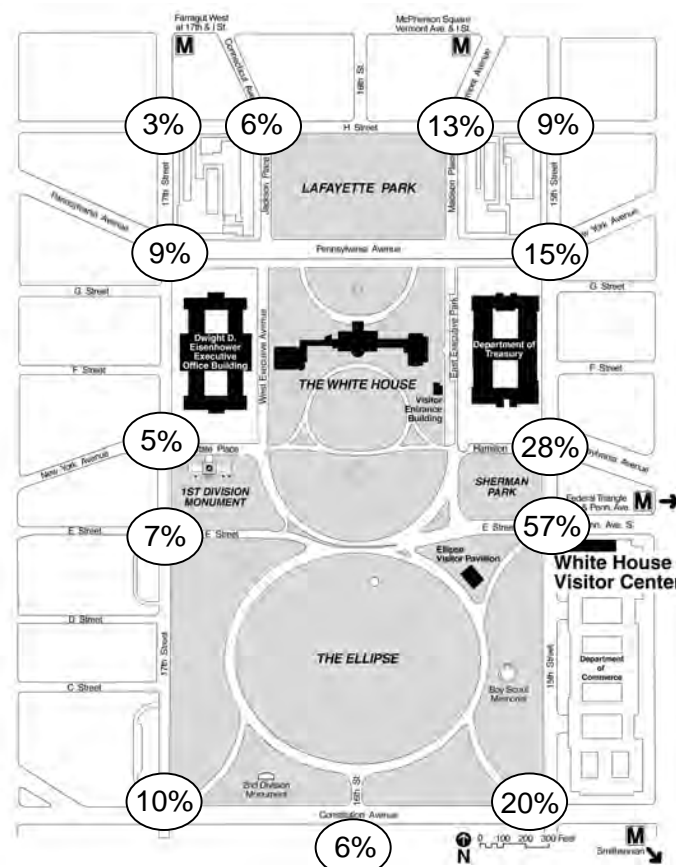 Farragut West
at 17th & I St.
M
McPherson Square
Vermont Ave. & I St.
M
Connecticut
16th St.
3%
6%
13%
9%
H Street
17th Street
Jackson Place
LAFAYETTE PARK
Madison Place
15th Street
Pennsylvania Avenue
York Avenue
9%
Pennsylvania Avenue
15%
G Street
G Street
Dwight D.
Eisenhower
Executive
Office Building
West Executive Avenue
East Executive Park
Department of
Treasury
F Street
THE WHITE HOUSE
F Street
Visitor
Entrance
Building
New York Avenue
5%
Place
Hamilton
28%
Avenue
1ST DIVISION
MONUMENT
SHERMAN
PARK
Federal Triangle
& Penn. Ave.
M
E Street
7%
E Street
E Street
57%
Ave. S
Ellipse
Visitor Pavilion
White House
Visitor Center
D Street
17th Street
THE ELLIPSE
15th Street
Department
of
Commerce
C Street
Boy Scout
Memorial
10%
2nd Division
Monument
16th St.
20%
Constitution Avenue
6%
N
0 100 200 300 Feet
M
Smithsonian